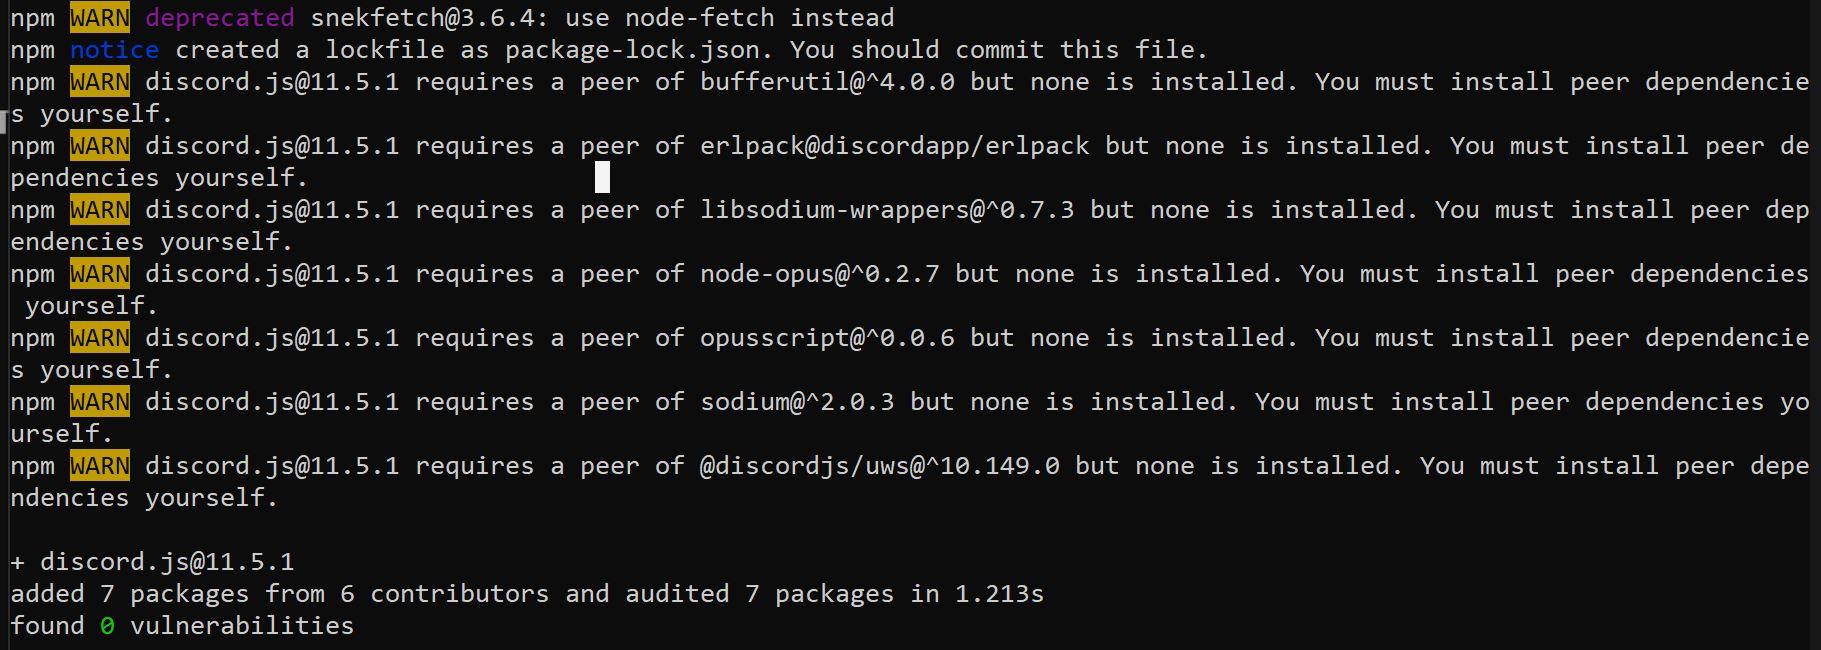 npm WARN deprecated snekfetch@3.6.4: use node-fetch instead
npm notice created a lockfile as package-lock.json. You should commit this file.
npm WARN discord.js@11.5.1 requires a peer of bufferutil@^4.0.0 but none is installed. You must install peer dependencie
s yourself.
npm WARN discord.js@11.5.1 requires a peer of erlpack@discordapp/erlpack but none is installed. You must install peer de
pendencies yourself.
npm WARN discord.js@11.5.1 requires a peer of libsodium-wrappers@^0.7.3 but none is installed. You must install peer dep
endencies yourself.
npm WARN discord.js@11.5.1 requires a peer of node-opus@^0.2.7 but none is installed. You must install peer dependencies
 yourself.
npm WARN discord.js@11.5.1 requires a peer of opusscript@^0.0.6 but none is installed. You must install peer dependencie
s yourself.
npm WARN discord.js@11.5.1 requires a peer of sodium@^2.0.3 but none is installed. You must install peer dependencies yo
urself.
npm WARN discord.js@11.5.1 requires a peer of @discordjs/uws@^10.149.0 but none is installed. You must install peer depe
ndencies yourself.

+ discord.js@11.5.1
added 7 packages from 6 contributors and audited 7 packages in 1.213s
found 0 vulnerabilities